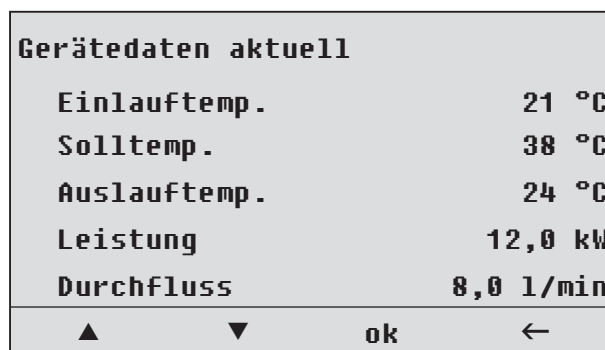 Gerätedaten aktuell
Einlauftemp. 21 °C
Solltemp. 38 °C
Auslauftemp. 24 °C
Leistung 12,0 kW
Durchfluss 8,0 l/min
▲ ▼ ok ←